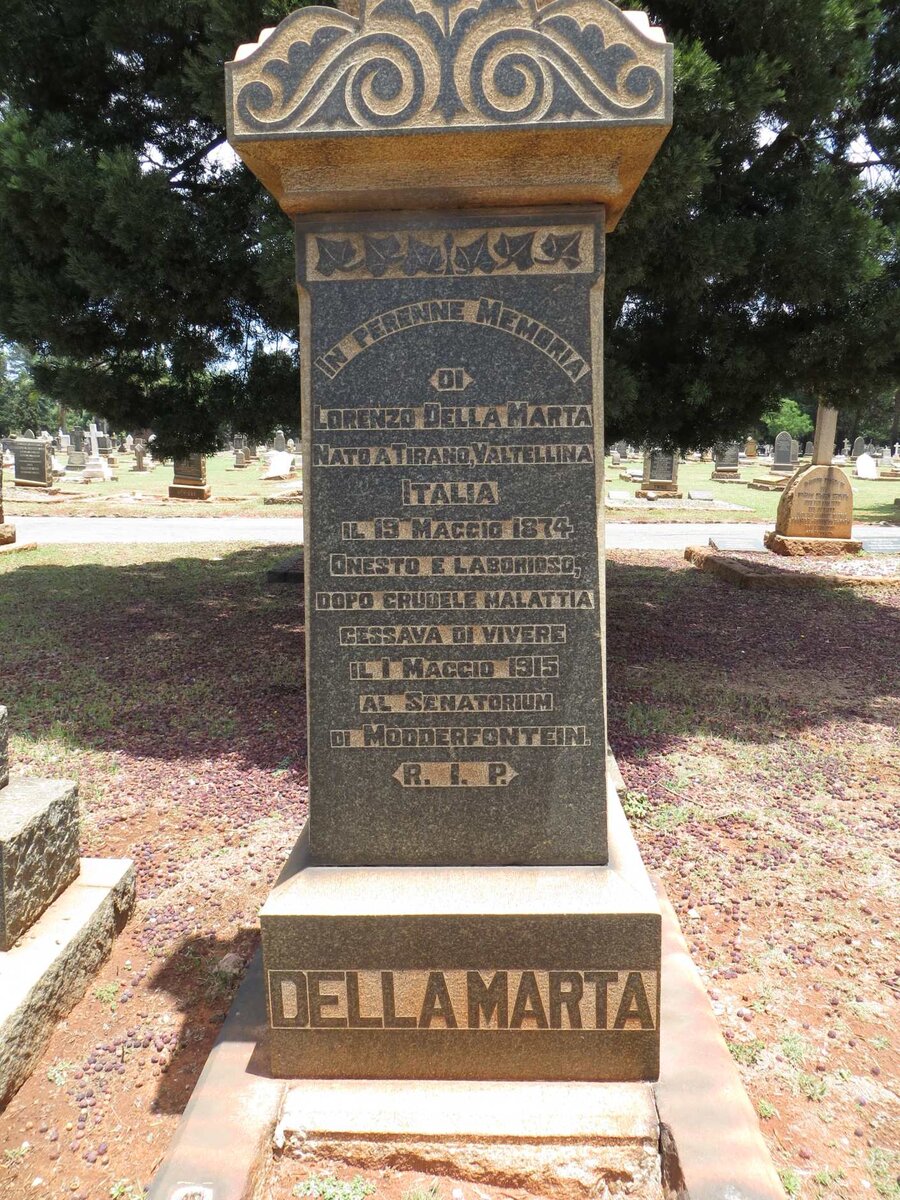 In Perenne Memoria
Di
Lorenzo Della Marta
Nato a Tirano, Valtellina
Italia
il 19 Maggio 1874
Onesto e laborioso,
dopo crudele malattia
cessava di vivere
il 1 Maggio 1915
al Senatorium
di Modderfontein.
R. I. P.
DELLA MARTA